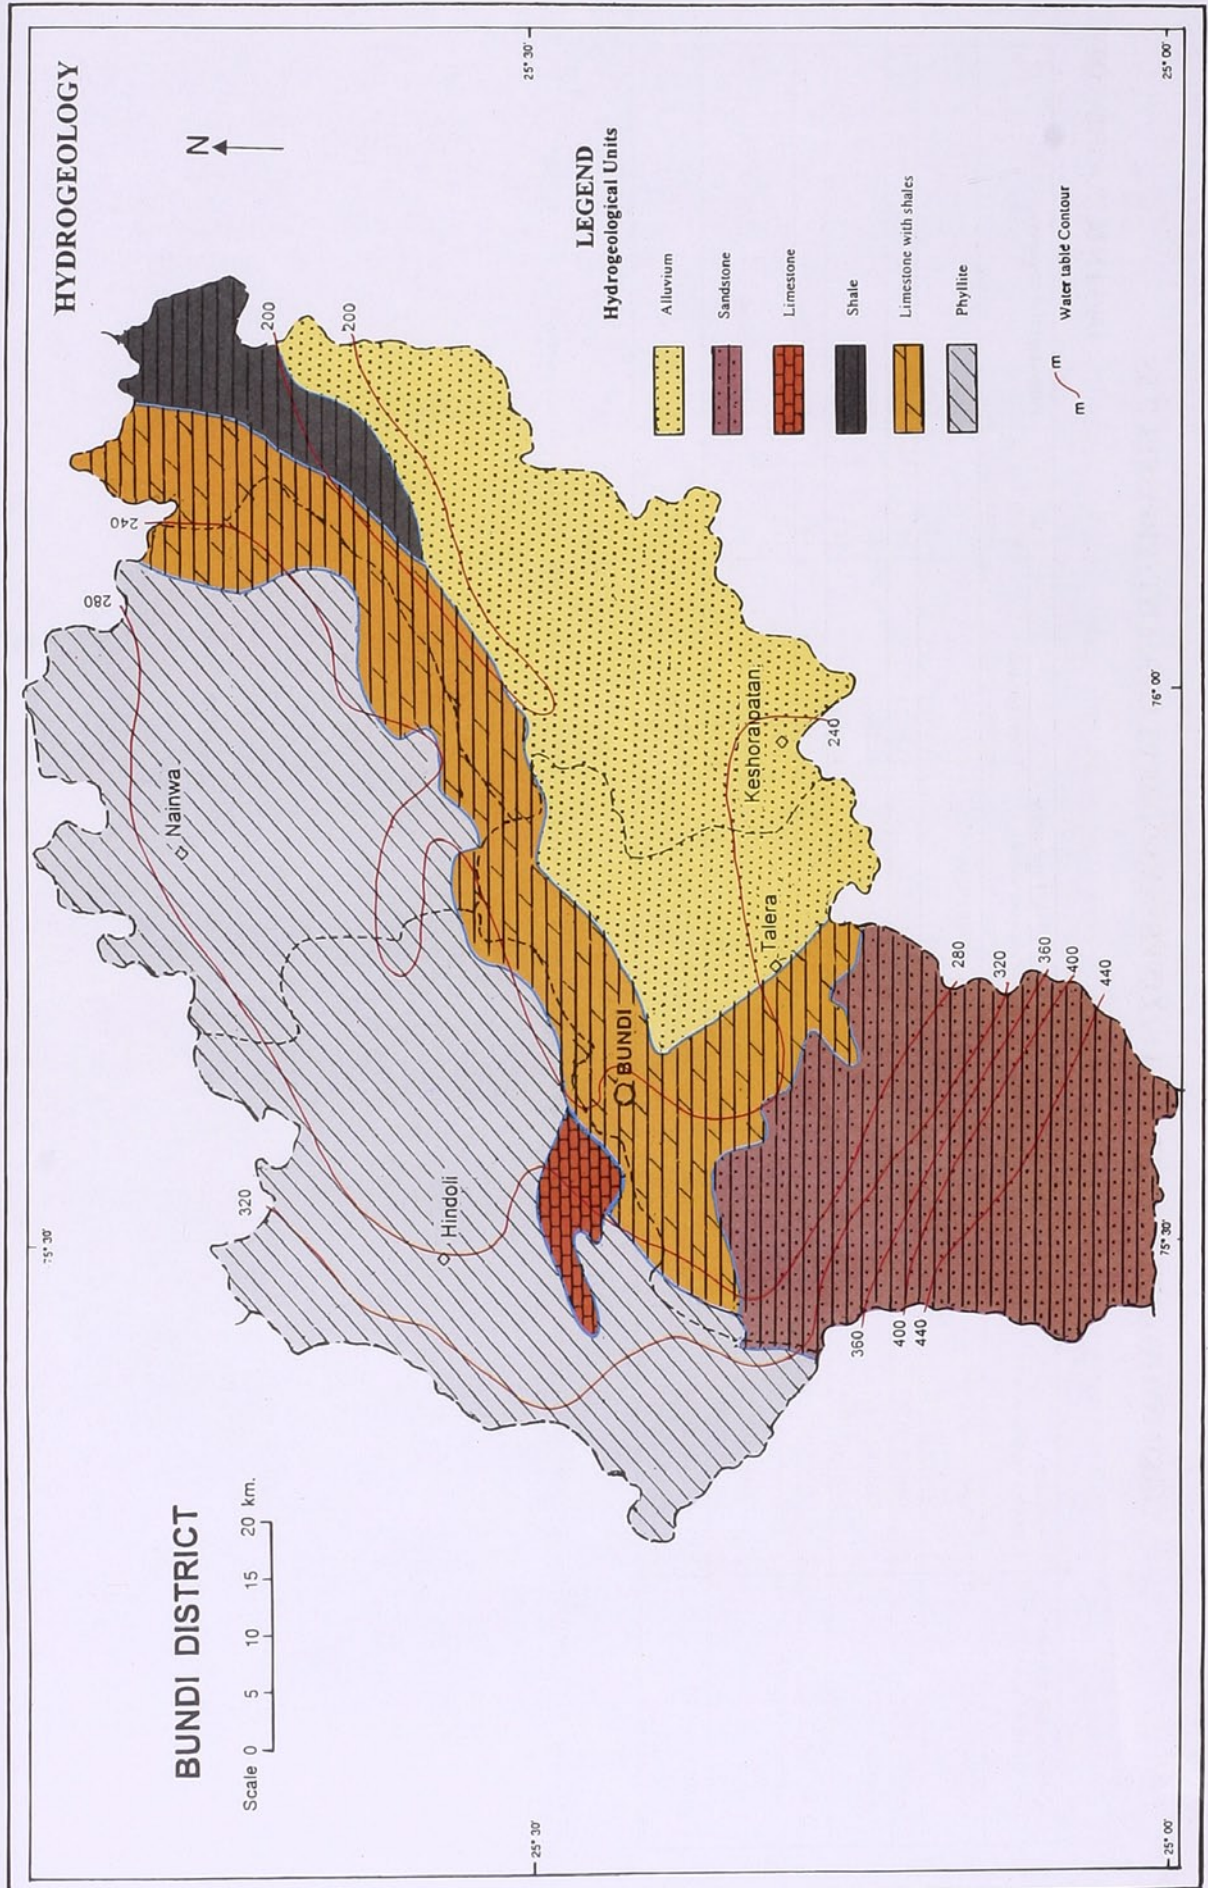 BUNDI DISTRICT
Scale 0 5 10 15 20 km.
HYDROGEOLOGY
N
75° 30'
25° 30'
25° 30'
25° 00'
25° 00'
75° 30'
76° 00'
320
280
240
200
200
Nainwa
Hindoli
BUNDI
Talera
Keshoraipatan
240
280
320
360
400
440
360
400
440
LEGEND
Hydrogeological Units
Alluvium
Sandstone
Limestone
Shale
Limestone with shales
Phyllite
m m Water table Contour